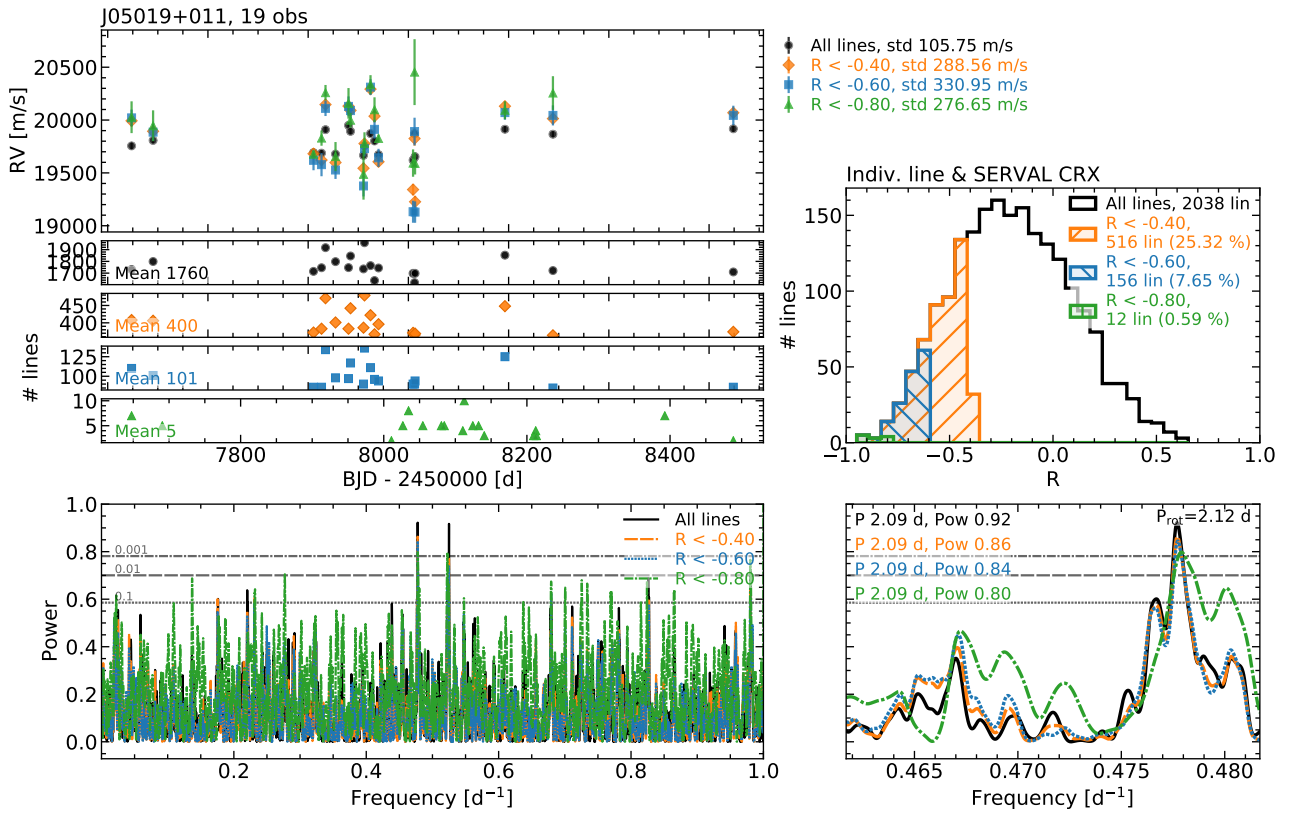 J05019+011, 19 obs
RV [m/s]
20500
20000
19500
19000
All lines, std 105.75 m/s
R < -0.40, std 288.56 m/s
R < -0.60, std 330.95 m/s
R < -0.80, std 276.65 m/s
1900
1800
1700
Mean 1760
450
400
Mean 400
125
100
Mean 101
10
5
Mean 5
# lines
7800
8000
8200
8400
BJD - 2450000 [d]
Indiv. line & SERVAL CRX
# lines
150
100
50
0
All lines, 2038 lin
R < -0.40,
516 lin (25.32 %)
R < -0.60,
156 lin (7.65 %)
R < -0.80,
12 lin (0.59 %)
−1.0
−0.5
0.0
0.5
1.0
R
Power
1.0
0.8
0.6
0.4
0.2
0.0
0.001
0.01
0.1
All lines
R < -0.40
R < -0.60
R < -0.80
0.2
0.4
0.6
0.8
1.0
Frequency [d⁻¹]
P 2.09 d, Pow 0.92
P_rot=2.12 d
P 2.09 d, Pow 0.86
P 2.09 d, Pow 0.84
P 2.09 d, Pow 0.80
0.465
0.470
0.475
0.480
Frequency [d⁻¹]